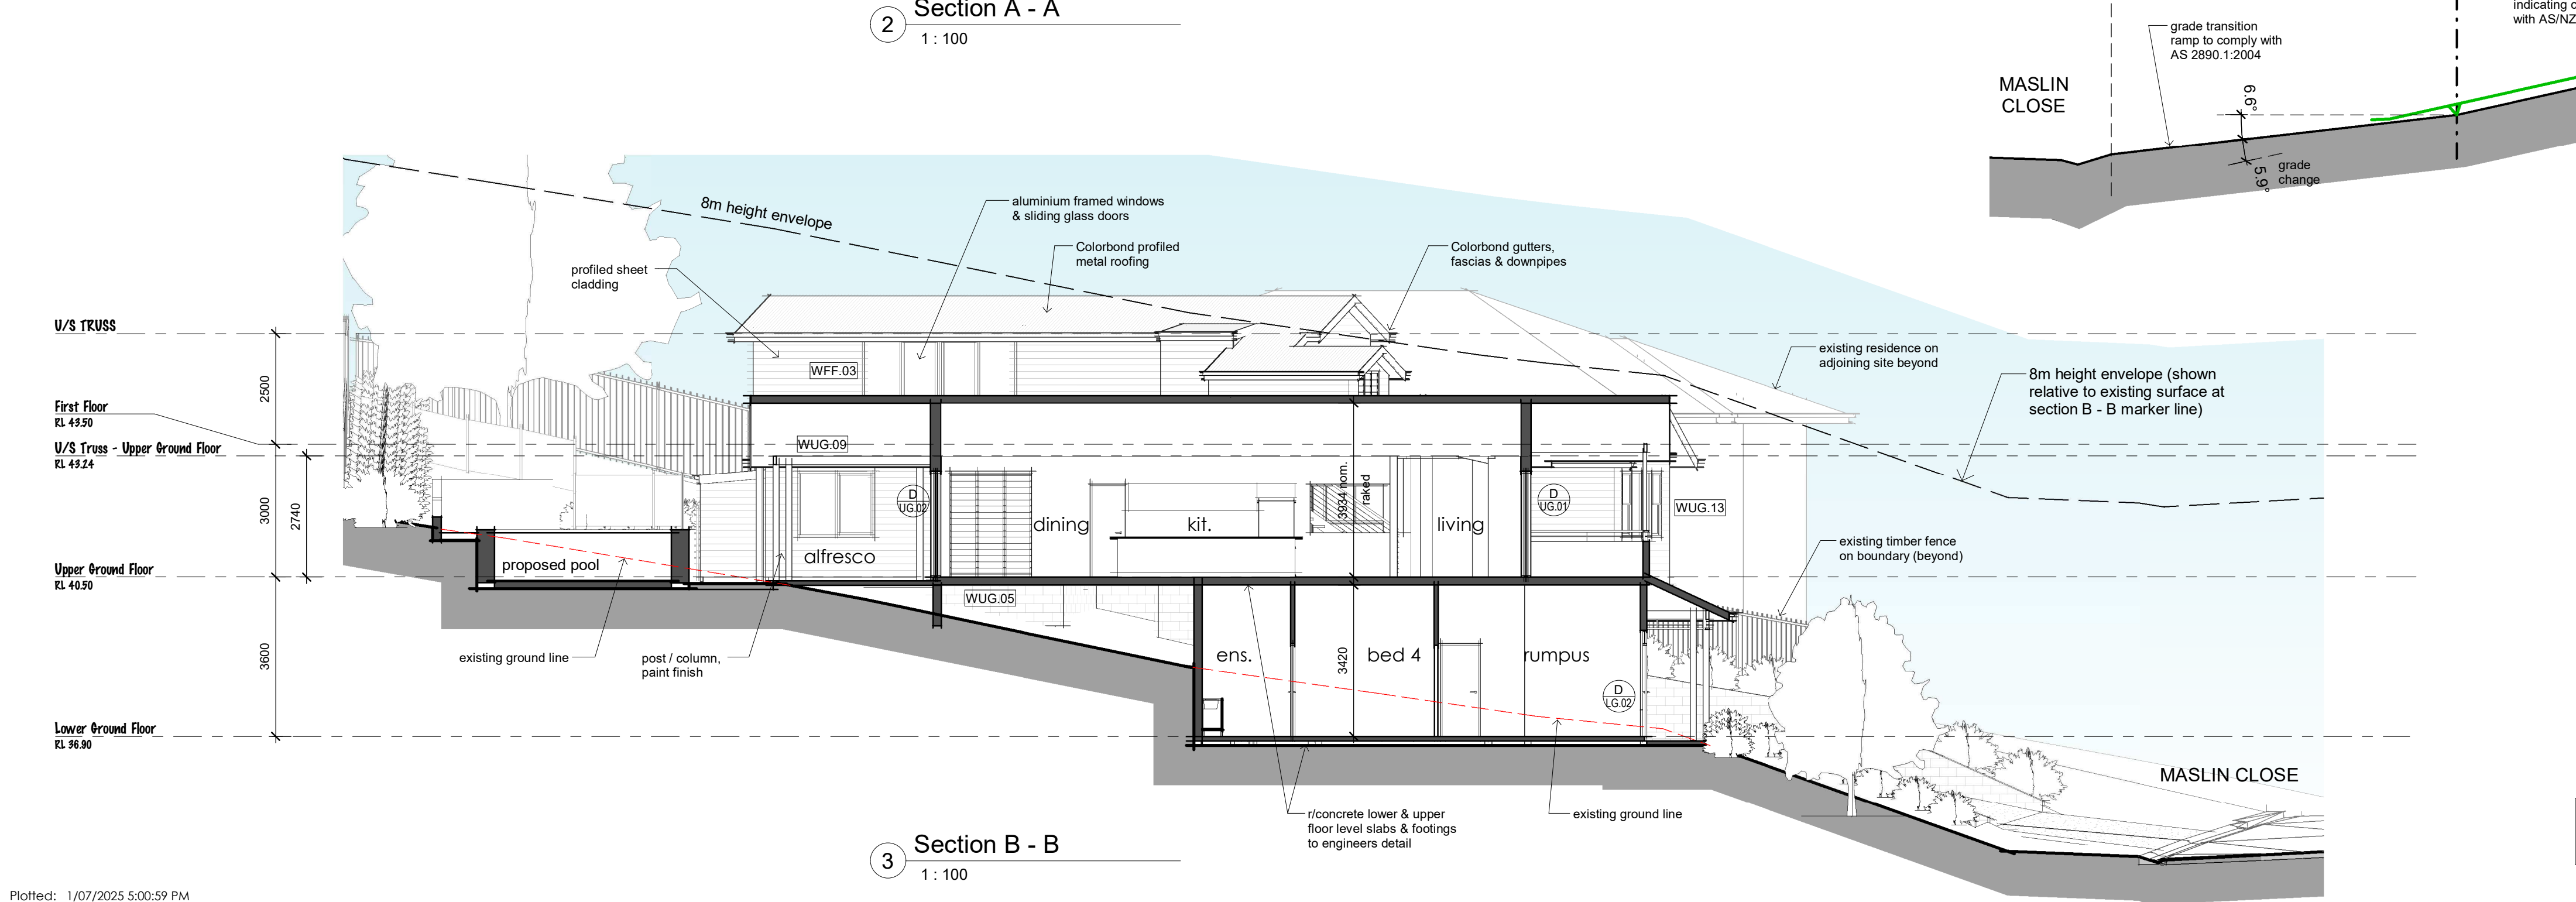 2
Section A - A
1 : 100
indicating
with AS/NZ
grade transition
ramp to comply with
AS 2890.1:2004
MASLIN
CLOSE
6.6°
5.9°
grade
change
8m height envelope
aluminium framed windows
& sliding glass doors
Colorbond profiled
metal roofing
Colorbond gutters,
fascias & downpipes
profiled sheet
cladding
U/S TRUSS
2500
WFF.03
existing residence on
adjoining site beyond
8m height envelope (shown
relative to existing surface at
section B - B marker line)
First Floor
RL 43.50
U/S Truss - Upper Ground Floor
RL 43.24
WUG.09
3000
2740
D
UG.02
dining
kit.
3934 nom.
raked
living
D
UG.01
WUG.13
alfresco
proposed pool
existing timber fence
on boundary (beyond)
Upper Ground Floor
RL 40.50
WUG.05
existing ground line
post / column,
paint finish
3600
ens.
3420
bed 4
rumpus
D
LG.02
Lower Ground Floor
RL 36.90
MASLIN CLOSE
r/concrete lower & upper
floor level slabs & footings
to engineers detail
existing ground line
3
Section B - B
1 : 100
Plotted: 1/07/2025 5:00:59 PM